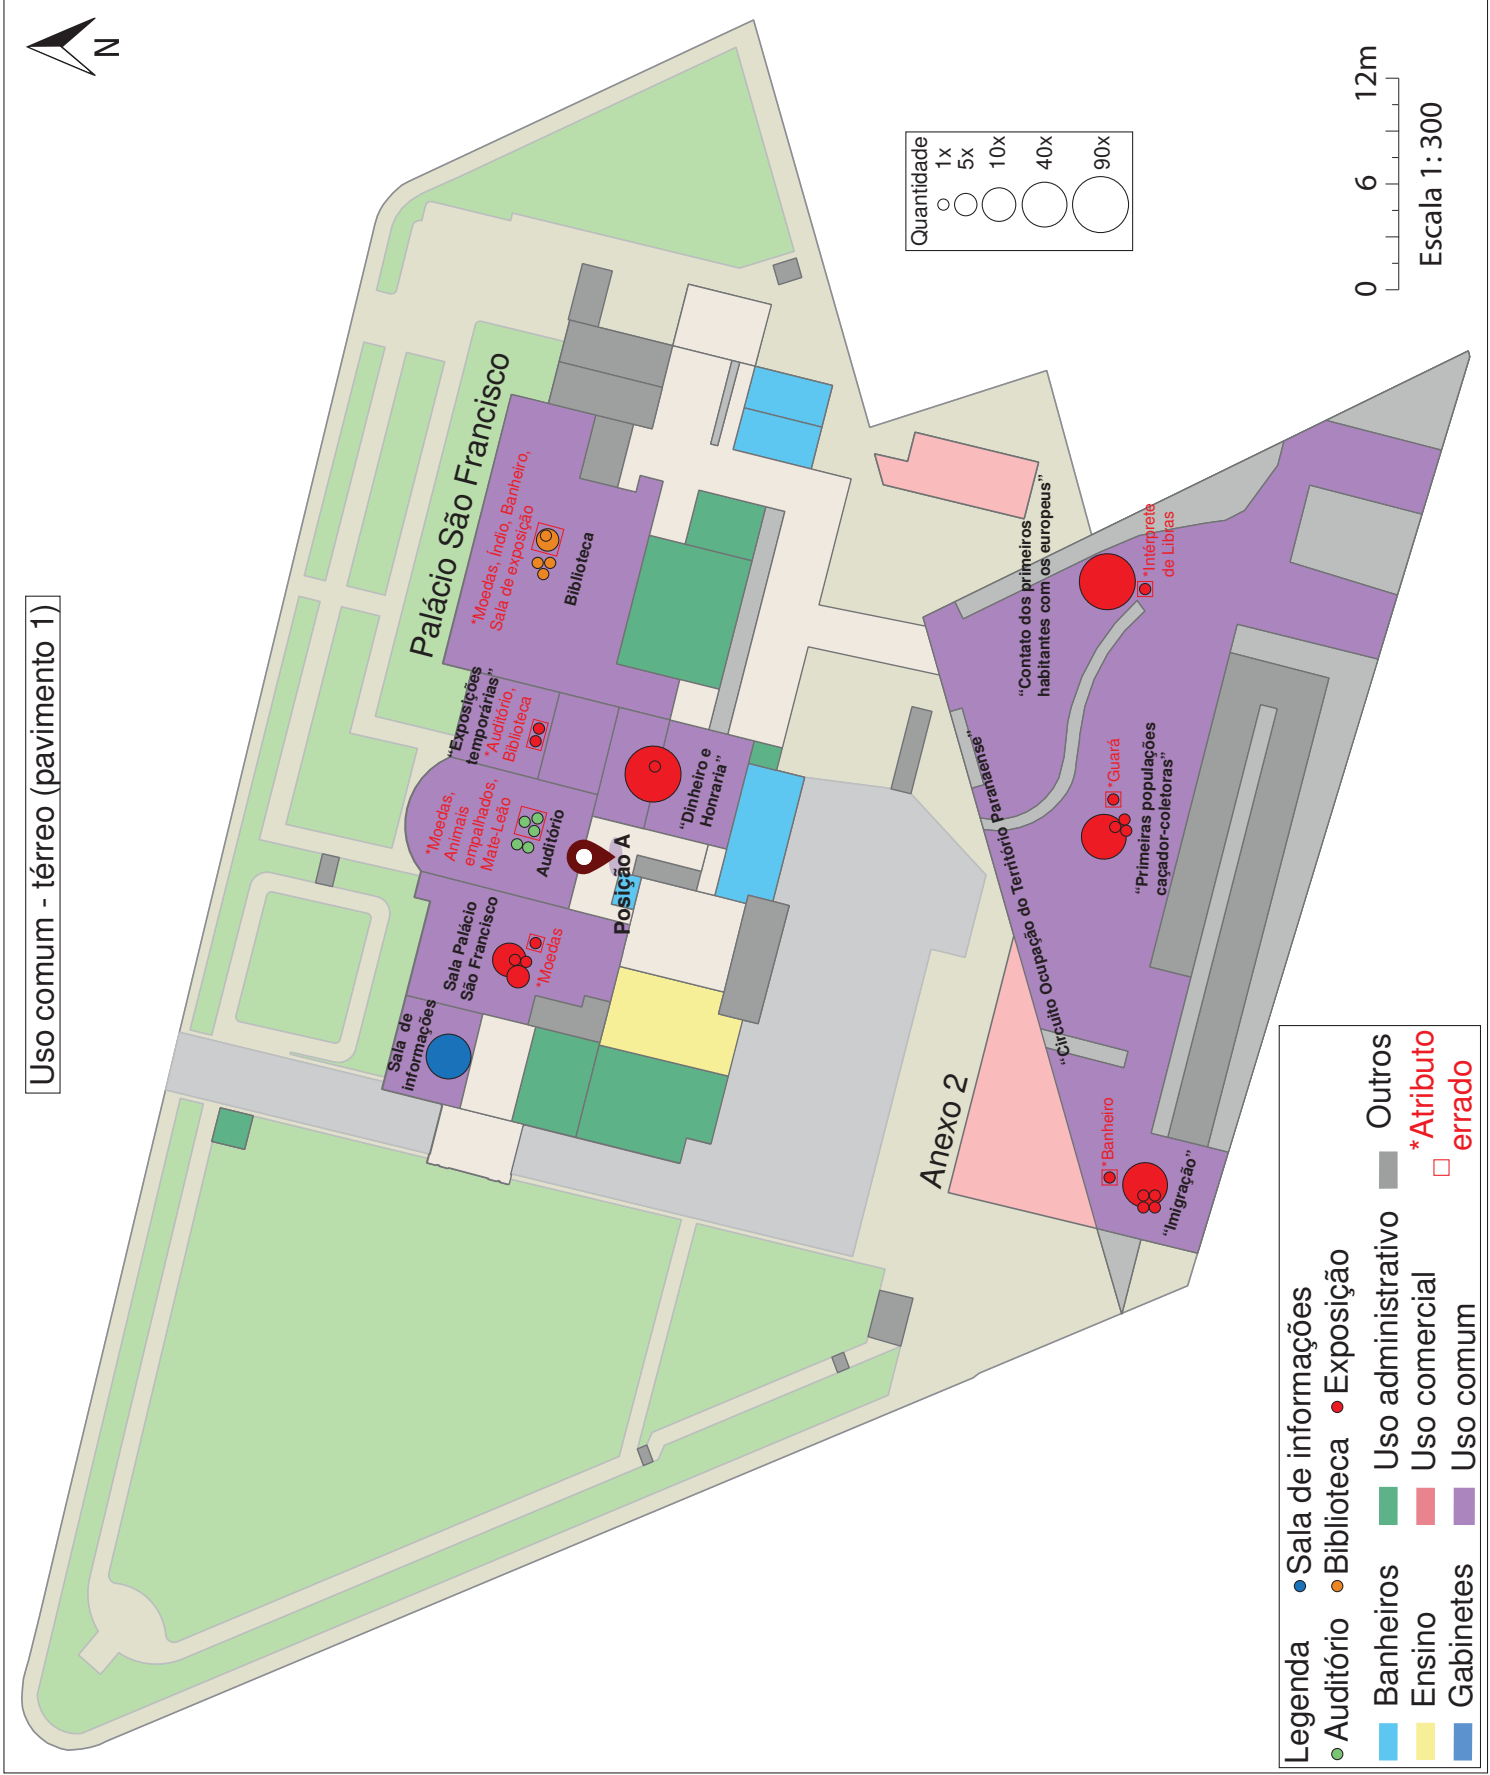 Uso comum - térreo (pavimento 1)
N
Palácio São Francisco
*Moedas, Índio, Banheiro,
Sala de exposição
Biblioteca
“Exposições
temporárias”
*Auditório,
Biblioteca
“Dinheiro e
Honraria”
*Moedas,
Animais
empalhados,
Mate-Leão
Auditório
Posição A
Sala Palácio
São Francisco
*Moedas
Sala de
informações
Anexo 2
“Circuito Ocupação do Território Paranaense”
“Contato dos primeiros
habitantes com os europeus”
*Intérprete
de Libras
*Guará
“Primeiras populações
caçador-coletoras”
*Banheiro
“Imigração”
Quantidade
1x
5x
10x
40x
90x
0 6 12m
Escala 1: 300
Legenda
Sala de informações
Auditório
Biblioteca
Exposição
Banheiros
Uso administrativo
Outros
Ensino
Uso comercial
*Atributo
errado
Gabinetes
Uso comum